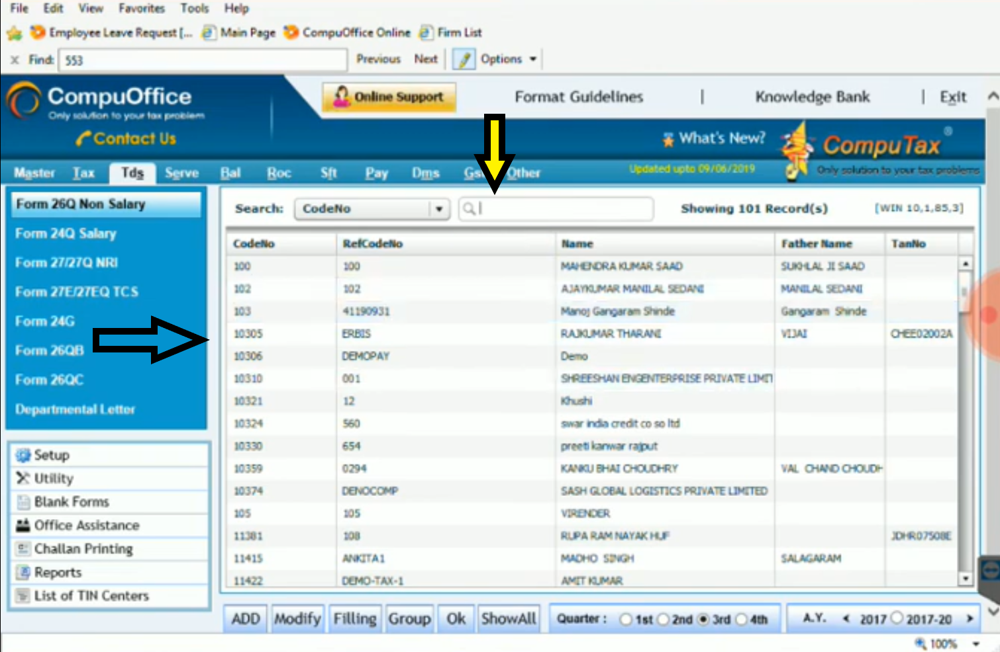 File Edit View Favorites Tools Help
Employee Leave Request [... Main Page CompuOffice Online Firm List
x Find: 553 Previous Next Options
CompuOffice Online Support Format Guidelines | Knowledge Bank | Exit
Only solution to your tax problem
Contact Us What's New? CompuTax ®
Master Tax Tds Serve Bal Roc Sft Pay Dms Other Updated upto 09/06/2019 Only solution to your tax problems
Form 26Q Non Salary
Form 24Q Salary
Form 27/27Q NRI
Form 27E/27EQ TCS
Form 24G
Form 26QB
Form 26QC
Departmental Letter
Setup
Utility
Blank Forms
Office Assistance
Challan Printing
Reports
List of TIN Centers
Search: CodeNo Showing 101 Record(s) [WIN 10,1,85,3]
CodeNo RefCodeNo Name Father Name TanNo
100 100 MAHENDRA KUMAR SAAD SUKHLAL JI SAAD
102 102 AJAYKUMAR MANILAL SEDANI MANILAL SEDANI
103 41190931 Manoj Gangaram Shinde Gangaram Shinde
10305 ERBIS RAJKUMAR THARANI VIJAI CHEE02002A
10306 DEMOPAY Demo
10310 001 SHREESHAN ENGENTERPRISE PRIVATE LIMIT
10321 12 Khushi
10324 560 swar india credit co so ltd
10330 654 preeti kanwar rajput
10359 0294 KANKU BHAI CHOUDHRY VAL CHAND CHOUDH
10374 DENOCOMP SASH GLOBAL LOGISTICS PRIVATE LIMITED
105 105 VIRENDER
11381 108 RUPA RAM NAYAK HUF JDHR07508E
11415 ANKITA1 MADHO SINGH SALAGARAM
11422 DEMO-TAX-1 AMIT KUMAR
ADD Modify Filling Group Ok ShowAll Quarter : 1st 2nd 3rd 4th A.Y. < 2017 2017-20 >
100%